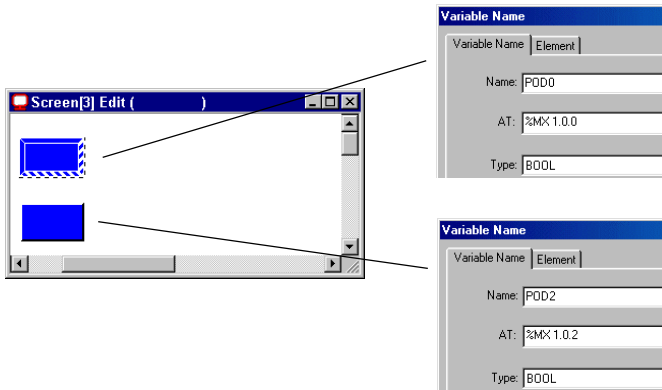 Variable Name
Variable Name Element
Name: POD0
AT: %MX 1.0.0
Type: BOOL
Screen[3] Edit ( )
Variable Name
Variable Name Element
Name: POD2
AT: %MX 1.0.2
Type: BOOL